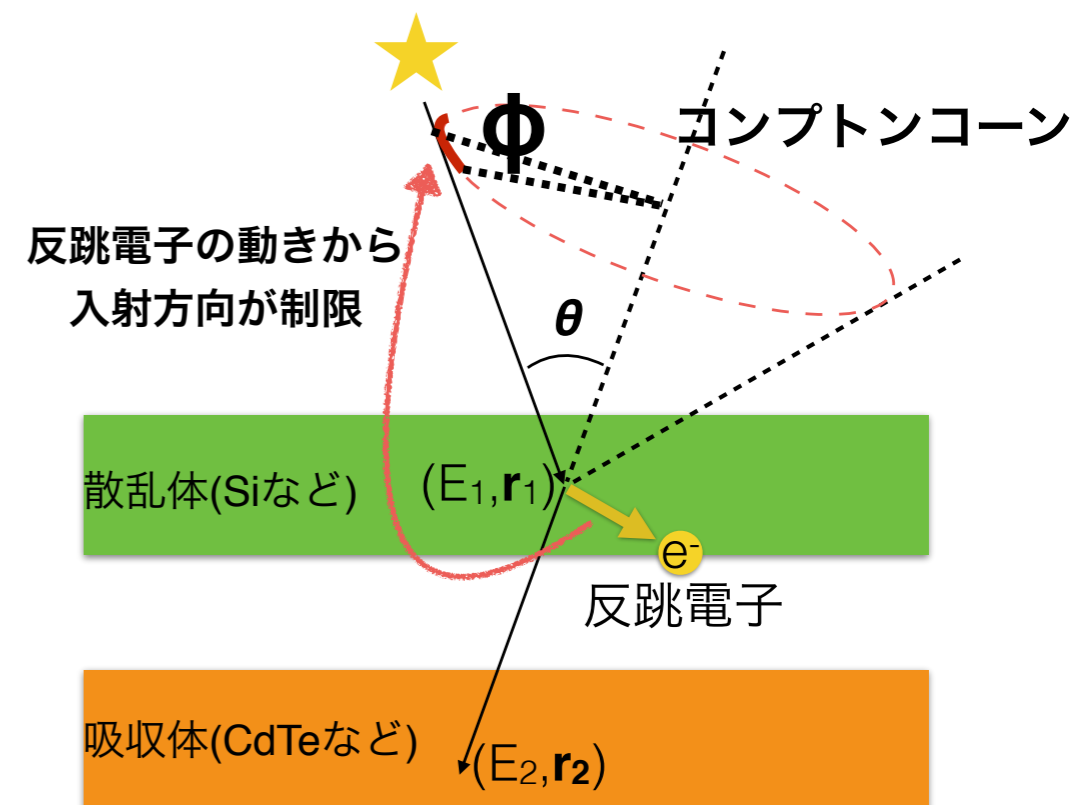 Φ
コンプトンコーン
反跳電子の動きから
入射方向が制限
θ
散乱体(Siなど)
(E₁,r₁)
e⁻
反跳電子
吸収体(CdTeなど)
(E₂,r₂)